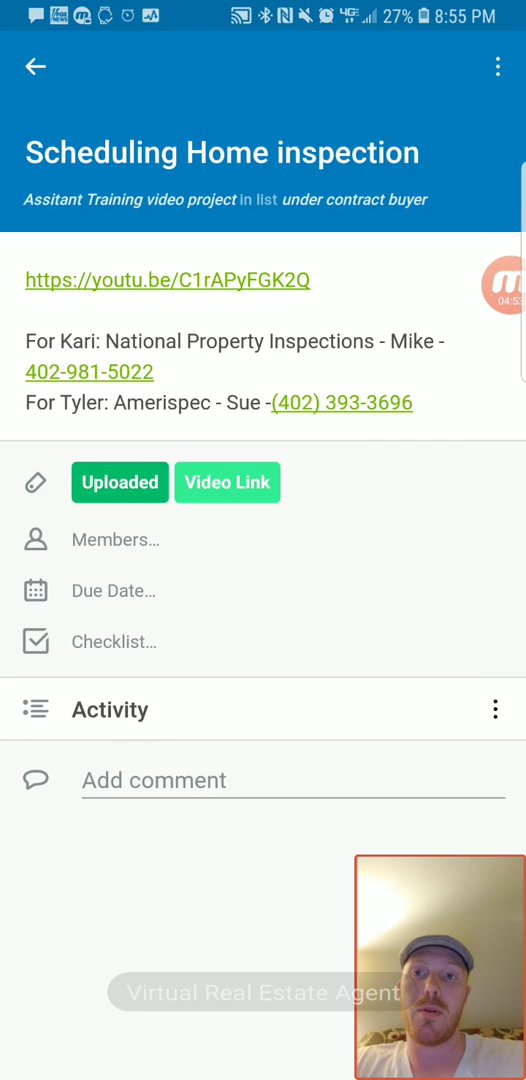 27% 8:55 PM
Scheduling Home inspection
Assitant Training video project in list under contract buyer
https://youtu.be/C1rAPyFGK2Q
04:53
For Kari: National Property Inspections - Mike -
402-981-5022
For Tyler: Amerispec - Sue -(402) 393-3696
Uploaded Video Link
Members...
Due Date...
Checklist...
Activity
Add comment
Virtual Real Estate Agent